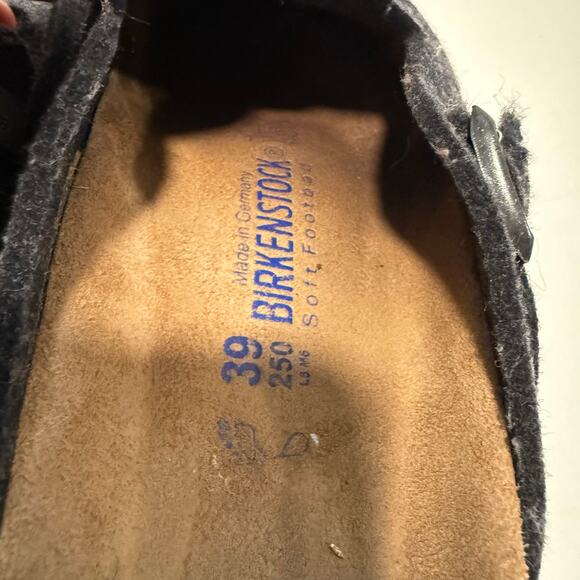 Made in Germany
BIRKENSTOCK®
Soft Footbed
39
250
L8 M6